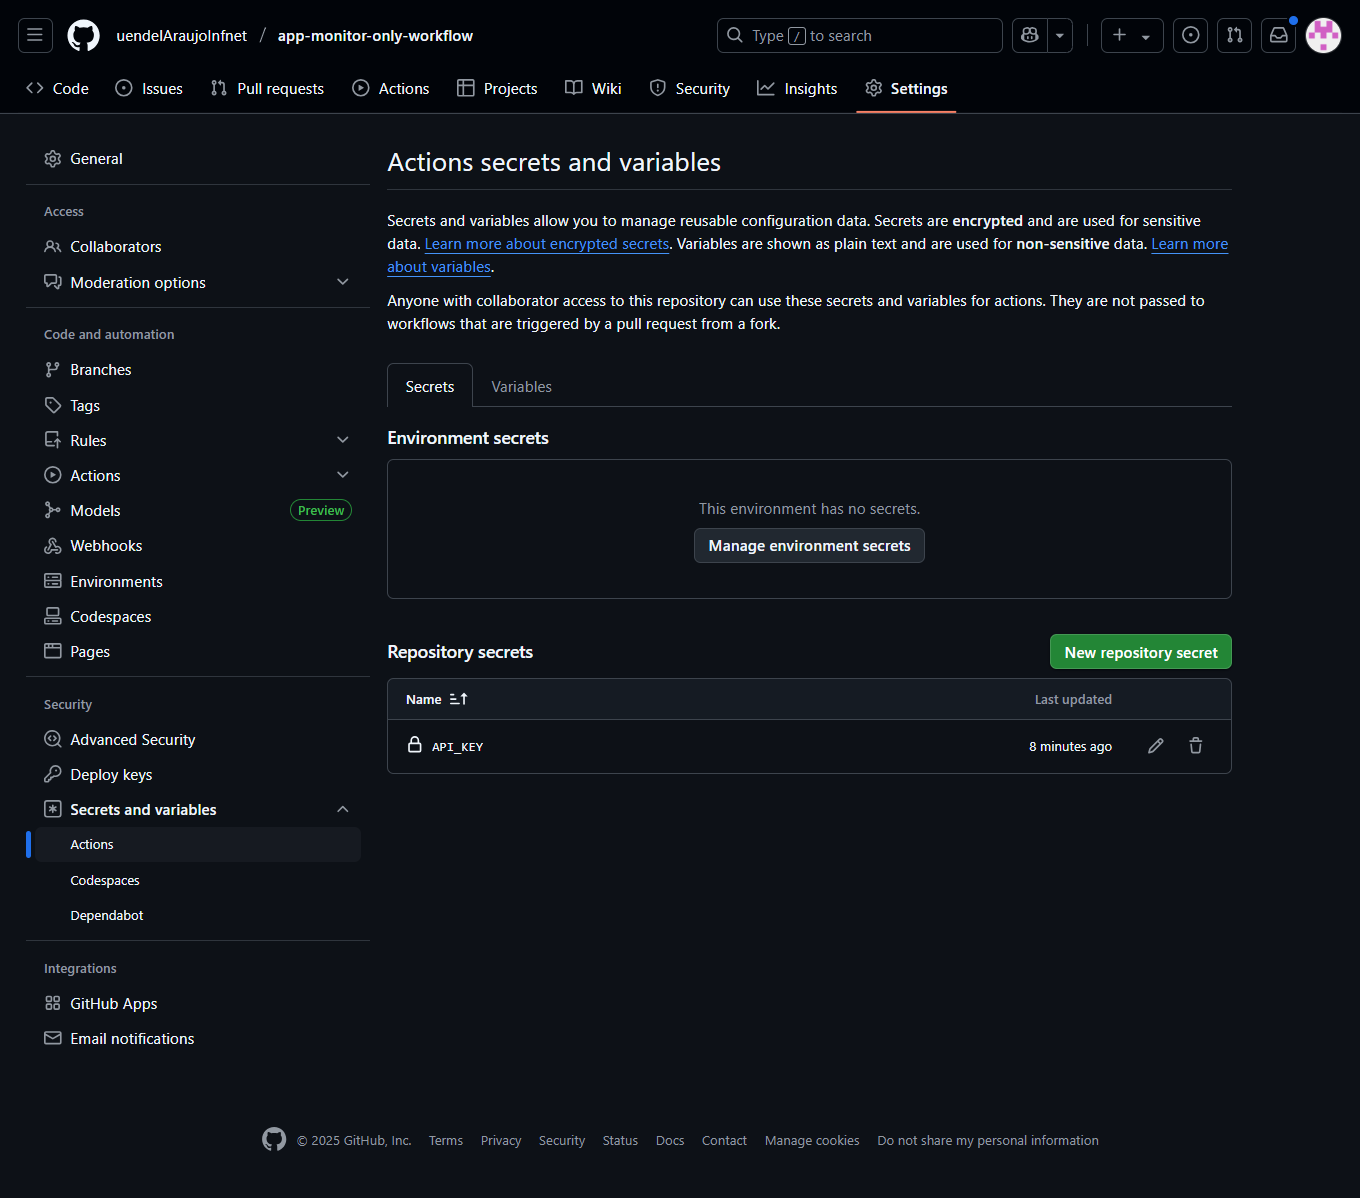 uendelAraujoInfnet / app-monitor-only-workflow
Type / to search
Code
Issues
Pull requests
Actions
Projects
Wiki
Security
Insights
Settings
General
Access
Collaborators
Moderation options
Code and automation
Branches
Tags
Rules
Actions
Models
Preview
Webhooks
Environments
Codespaces
Pages
Security
Advanced Security
Deploy keys
Secrets and variables
Actions
Codespaces
Dependabot
Integrations
GitHub Apps
Email notifications
Actions secrets and variables
Secrets and variables allow you to manage reusable configuration data. Secrets are encrypted and are used for sensitive
data. Learn more about encrypted secrets. Variables are shown as plain text and are used for non-sensitive data. Learn more
about variables.
Anyone with collaborator access to this repository can use these secrets and variables for actions. They are not passed to
workflows that are triggered by a pull request from a fork.
Secrets
Variables
Environment secrets
This environment has no secrets.
Manage environment secrets
Repository secrets
New repository secret
Name
Last updated
API_KEY
8 minutes ago
© 2025 GitHub, Inc.
Terms
Privacy
Security
Status
Docs
Contact
Manage cookies
Do not share my personal information